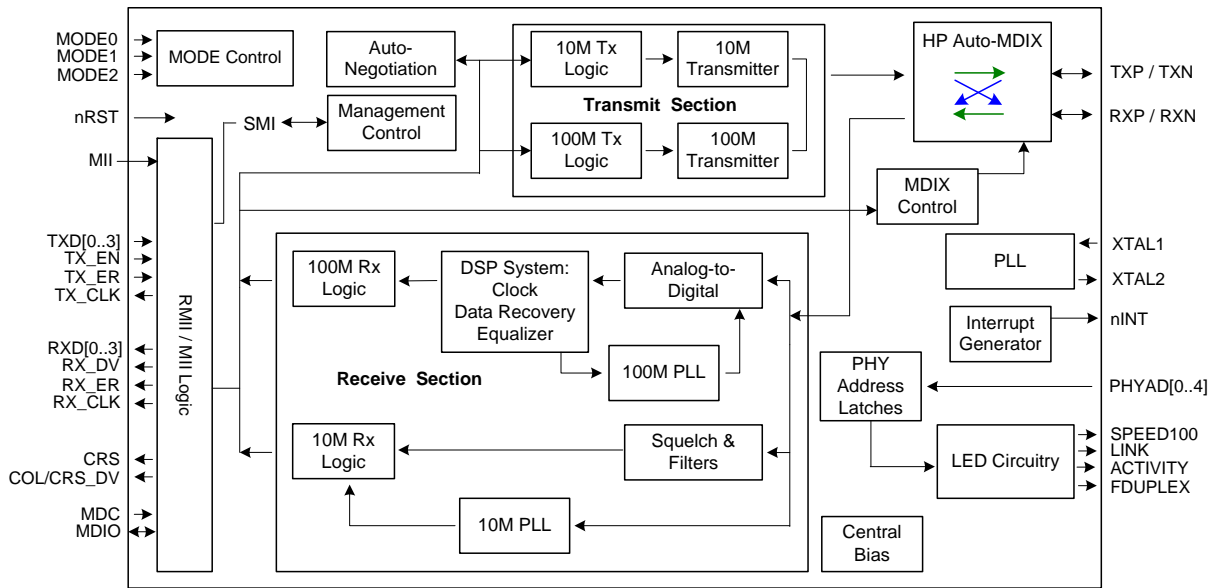 MODE0
MODE1
MODE2
nRST
MII
TXD[0..3]
TX_EN
TX_ER
TX_CLK
RXD[0..3]
RX_DV
RX_ER
RX_CLK
CRS
COL/CRS_DV
MDC
MDIO
MODE Control
Auto-
Negotiation
SMI
Management
Control
RMII / MII Logic
10M Tx
Logic
10M
Transmitter
Transmit Section
100M Tx
Logic
100M
Transmitter
100M Rx
Logic
DSP System:
Clock
Data Recovery
Equalizer
Analog-to-
Digital
100M PLL
Receive Section
10M Rx
Logic
Squelch &
Filters
10M PLL
HP Auto-MDIX
MDIX
Control
PLL
Interrupt
Generator
PHY
Address
Latches
LED Circuitry
Central
Bias
TXP / TXN
RXP / RXN
XTAL1
XTAL2
nINT
PHYAD[0..4]
SPEED100
LINK
ACTIVITY
FDUPLEX